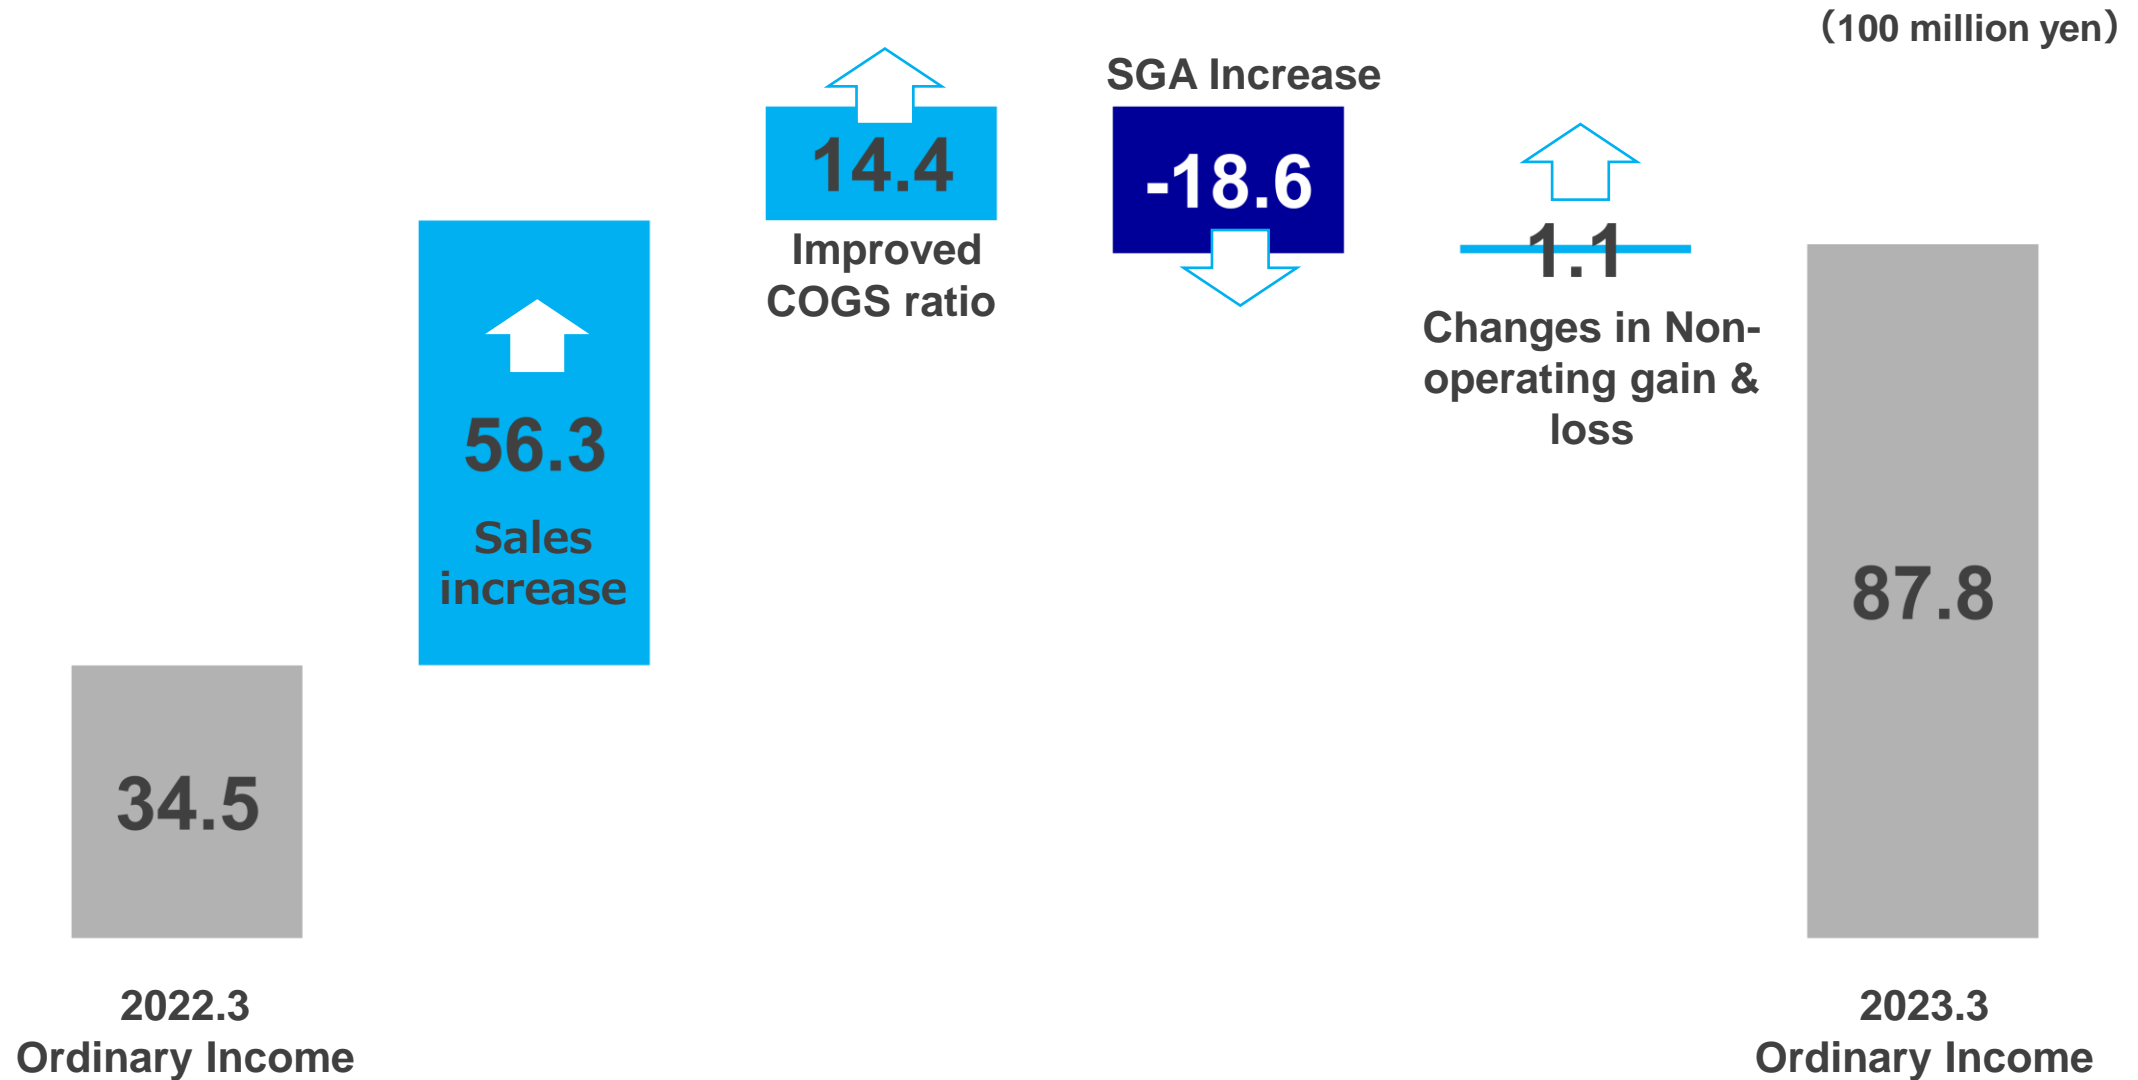 （100 million yen）
34.5
2022.3
Ordinary Income
56.3
Sales
increase
14.4
Improved
COGS ratio
SGA Increase
-18.6
1.1
Changes in Non-
operating gain &
loss
87.8
2023.3
Ordinary Income